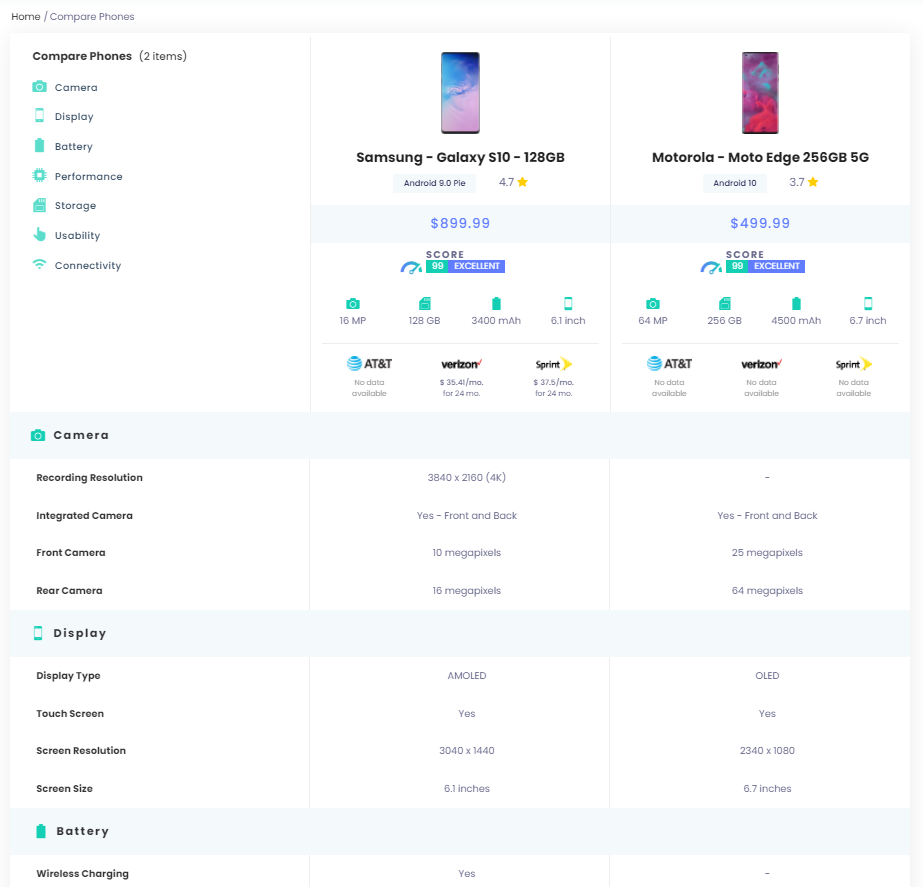 Home / Compare Phones
Compare Phones (2 items)
Camera
Display
Battery
Performance
Storage
Usability
Connectivity
Samsung - Galaxy S10 - 128GB
Android 9.0 Pie 4.7
$899.99
SCORE
99 EXCELLENT
16 MP 128 GB 3400 mAh 6.1 inch
AT&T verizon Sprint
No data $ 35.41/mo. $ 37.5/mo.
available for 24 mo. for 24 mo.
Motorola - Moto Edge 256GB 5G
Android 10 3.7
$499.99
SCORE
99 EXCELLENT
64 MP 256 GB 4500 mAh 6.7 inch
AT&T verizon Sprint
No data No data No data
available available available
Camera
Recording Resolution 3840 x 2160 (4K) -
Integrated Camera Yes - Front and Back Yes - Front and Back
Front Camera 10 megapixels 25 megapixels
Rear Camera 16 megapixels 64 megapixels
Display
Display Type AMOLED OLED
Touch Screen Yes Yes
Screen Resolution 3040 x 1440 2340 x 1080
Screen Size 6.1 inches 6.7 inches
Battery
Wireless Charging Yes -